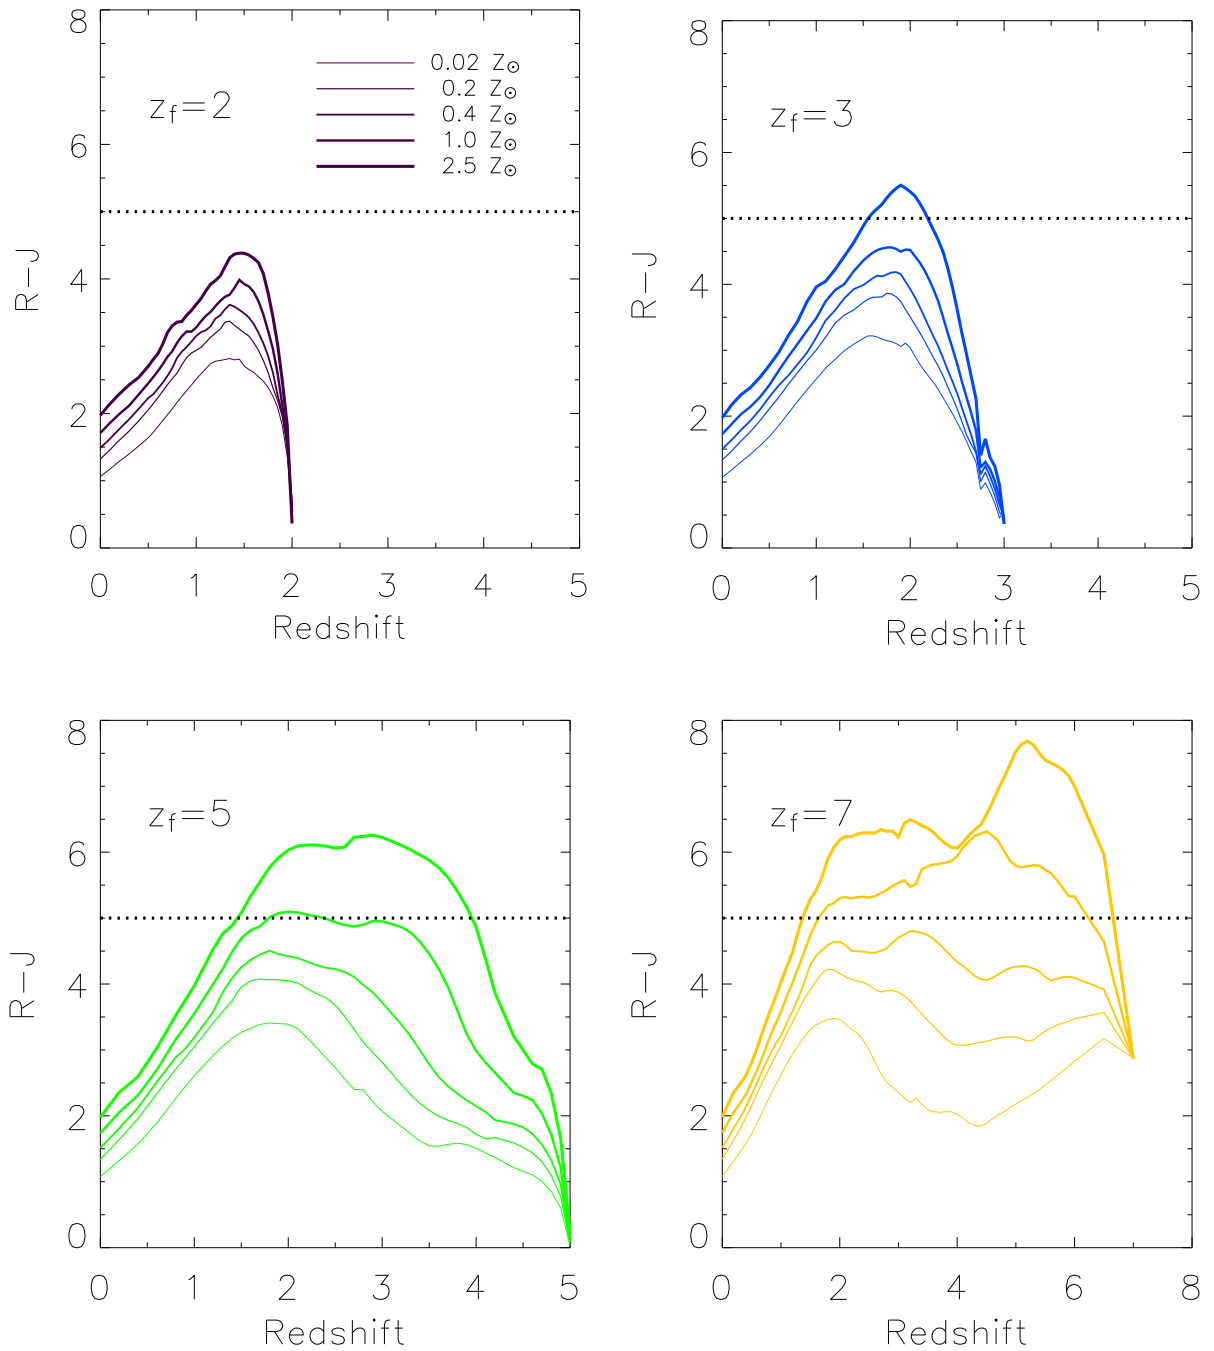 8
6
4
2
0
R-J
z_f=2
0.02 Z⊙
0.2 Z⊙
0.4 Z⊙
1.0 Z⊙
2.5 Z⊙
0 1 2 3 4 5
Redshift
8
6
4
2
0
R-J
z_f=3
0 1 2 3 4 5
Redshift
8
6
4
2
0
R-J
z_f=5
0 1 2 3 4 5
Redshift
8
6
4
2
0
R-J
z_f=7
0 2 4 6 8
Redshift